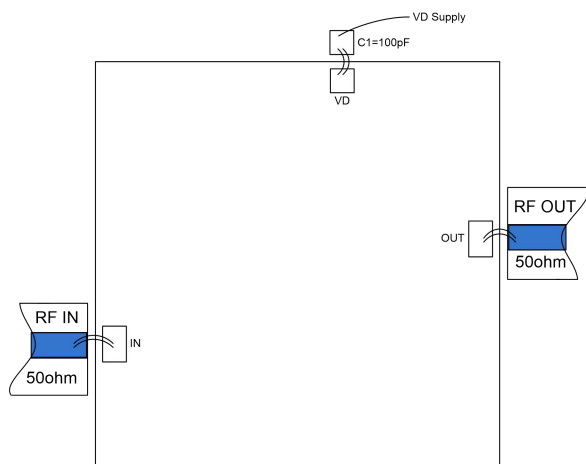 VD Supply
C1=100pF
VD
RF OUT
OUT
50ohm
RF IN
IN
50ohm